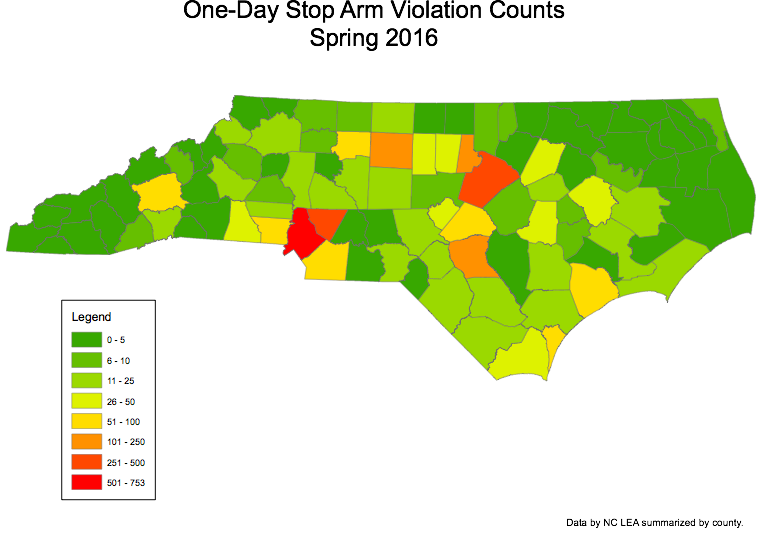 One-Day Stop Arm Violation Counts
Spring 2016
Legend
0 - 5
6 - 10
11 - 25
26 - 50
51 - 100
101 - 250
251 - 500
501 - 753
Data by NC LEA summarized by county.